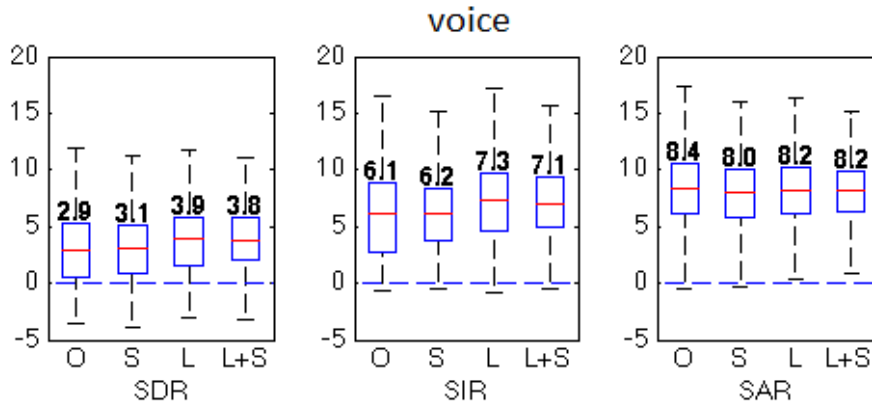 voice
20 20 20
15 15 15
10 10 10
5 5 5
0 0 0
-5 -5 -5
2.9 3.1 3.9 3.8 6.1 6.2 7.3 7.1 8.4 8.0 8.2 8.2
O S L L+S O S L L+S O S L L+S
SDR SIR SAR